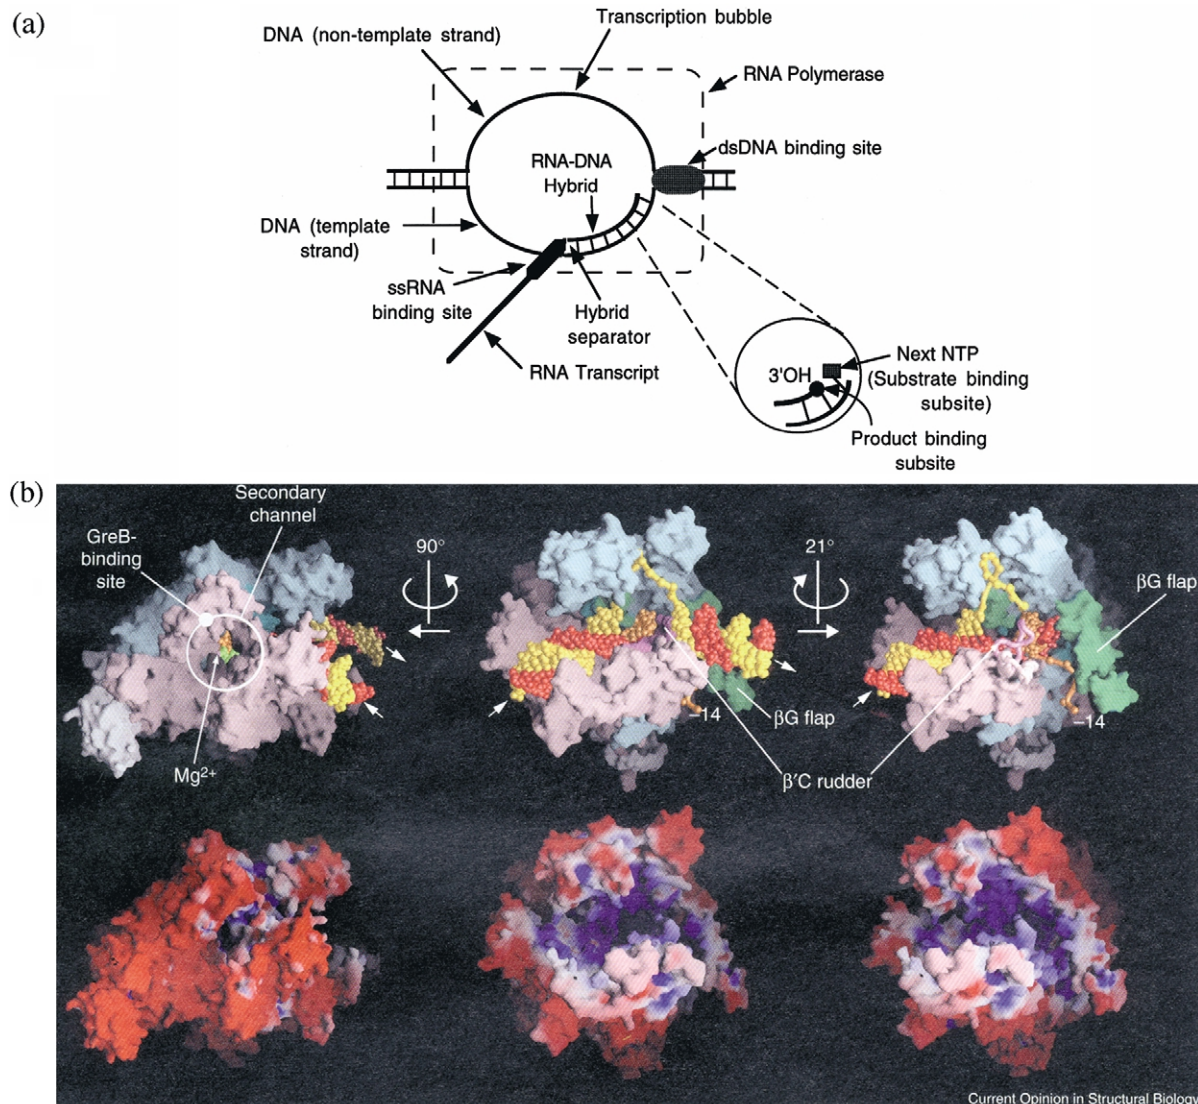 (a)
Transcription bubble
DNA (non-template strand)
RNA Polymerase
dsDNA binding site
RNA-DNA
Hybrid
DNA (template
strand)
ssRNA
binding site
Hybrid
separator
RNA Transcript
3'OH
Next NTP
(Substrate binding
subsite)
Product binding
subsite
(b)
Secondary
channel
GreB-
binding
site
90°
21°
βG flap
–14
βG flap
–14
Mg2+
β′C rudder
Current Opinion in Structural Biology